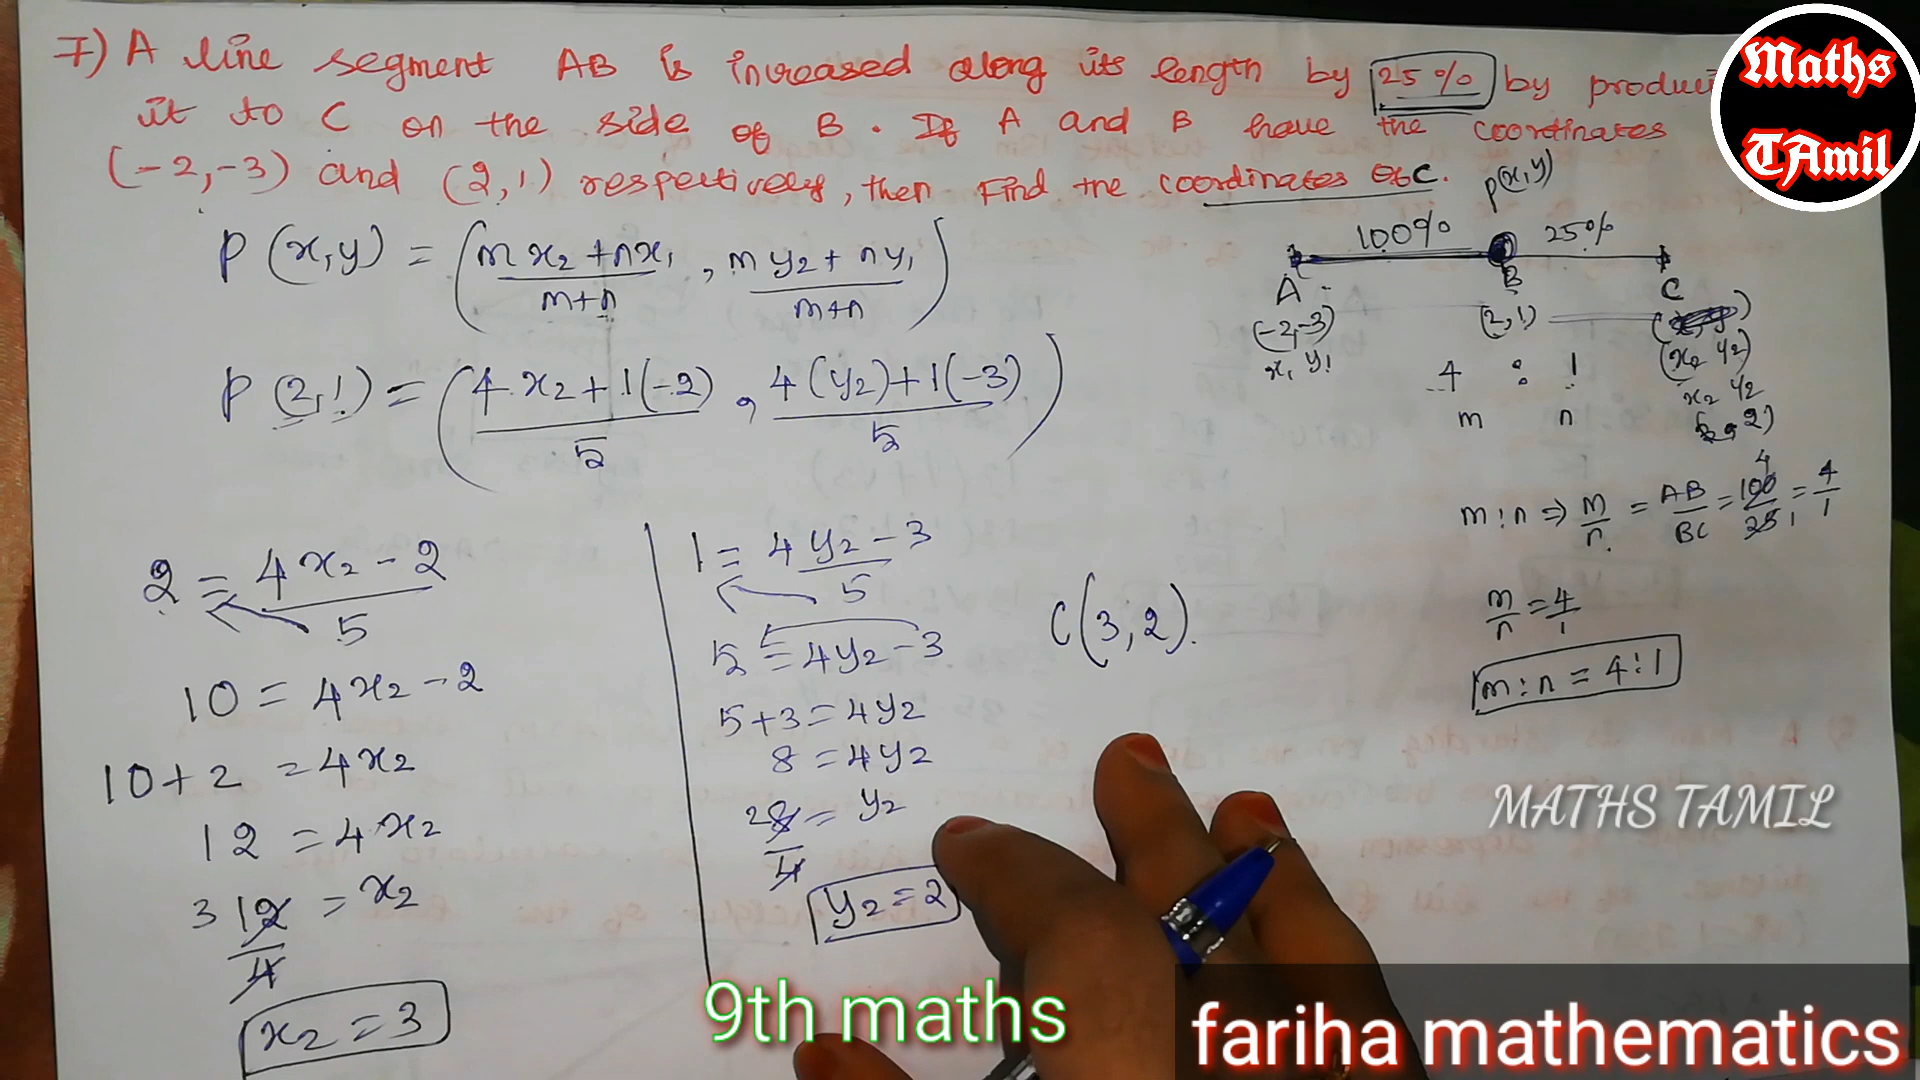 7) A line segment AB is increased along its length by 25% by
it to C on the side of B. If A and B have the coordinates
(-2,-3) and (2,1) respectively, then Find the coordinates of C.
P(x,y)
P (x,y) = (mx₂+nx₁/m+n , my₂+ny₁/m+n)
100% 25%
A B C
(-2,-3) (2,1)
x₁ y₁ (x₂ y₂)
4 : 1 x₂ y₂
m n (3, 2)
P (2,1) = (4x₂+1(-2)/5 , 4(y₂)+1(-3)/5)
m:n ⇒ m/n = AB/BC = 100/25 = 4/1
m/n = 4/1
m:n = 4:1
2 = 4x₂-2/5
10 = 4x₂-2
10+2 = 4x₂
12 = 4x₂
3 12/4 = x₂
x₂ = 3
1 = 4y₂-3/5
5 = 4y₂-3
5+3 = 4y₂
8 = 4y₂
2 8/4 = y₂
y₂ = 2
C(3,2).
Maths
TAmil
MATHS TAMIL
9th maths
fariha mathematics